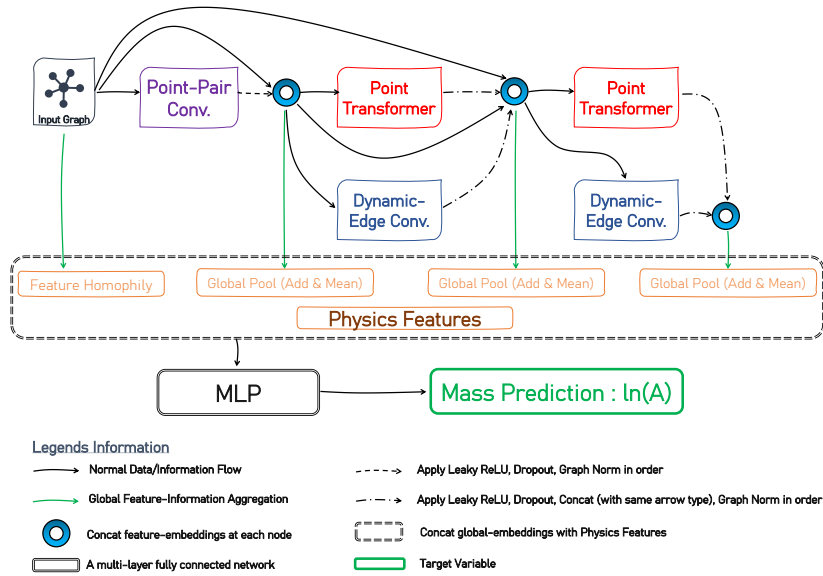 Input Graph
Point-Pair
Conv.
Point
Transformer
Point
Transformer
Dynamic-
Edge Conv.
Dynamic-
Edge Conv.
Feature Homophily
Global Pool (Add & Mean)
Global Pool (Add & Mean)
Global Pool (Add & Mean)
Physics Features
MLP
Mass Prediction : ln(A)
Legends Information
Normal Data/Information Flow
Apply Leaky ReLU, Dropout, Graph Norm in order
Global Feature-Information Aggregation
Apply Leaky ReLU, Dropout, Concat (with same arrow type), Graph Norm in order
Concat feature-embeddings at each node
Concat global-embeddings with Physics Features
A multi-layer fully connected network
Target Variable